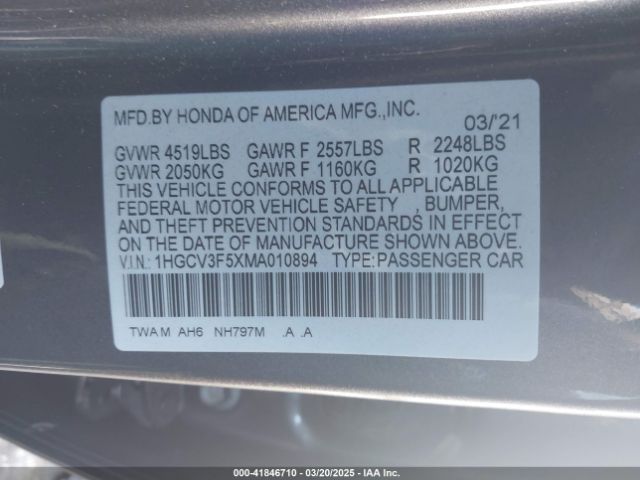 MFD.BY HONDA OF AMERICA MFG.,INC.
03/'21
GVWR 4519LBS GAWR F 2557LBS R 2248LBS
GVWR 2050KG GAWR F 1160KG R 1020KG
THIS VEHICLE CONFORMS TO ALL APPLICABLE
FEDERAL MOTOR VEHICLE SAFETY , BUMPER,
AND THEFT PREVENTION STANDARDS IN EFFECT
ON THE DATE OF MANUFACTURE SHOWN ABOVE.
V.I.N.: 1HGCV3F5XMA010894 TYPE:PASSENGER CAR
TWA M AH6 NH797M .A .A
000-41846710 | 03/20/2025 | IAA Inc.